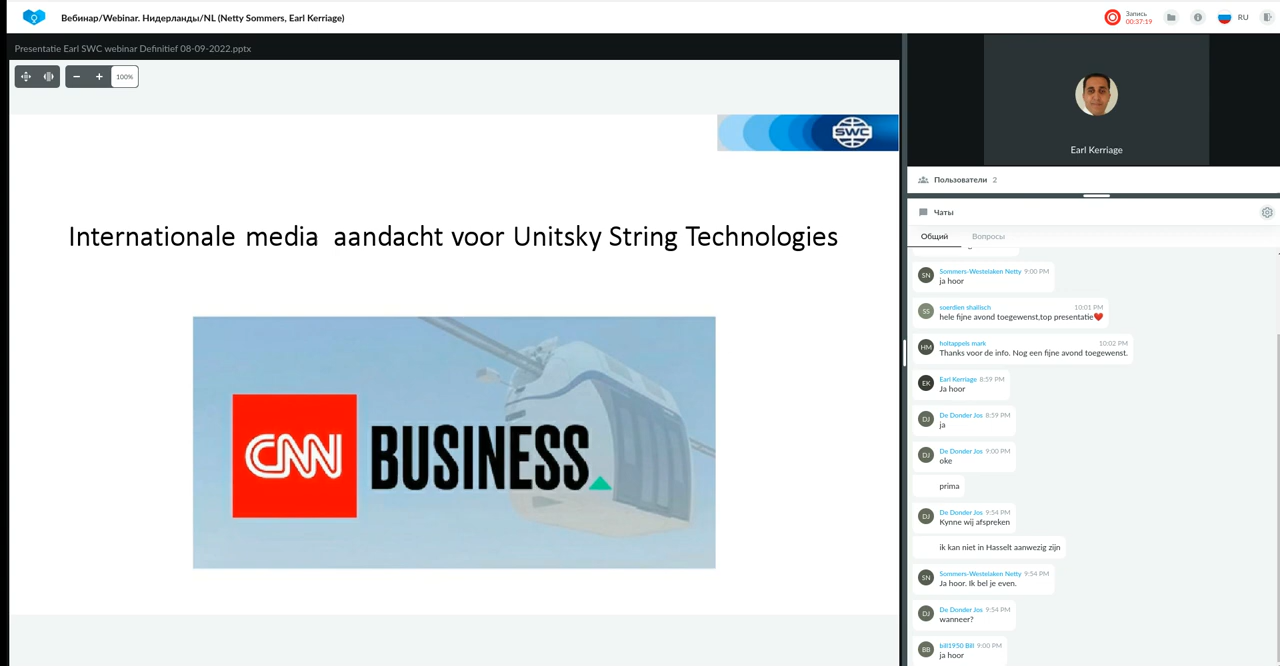 Вебинар/Webinar. Нидерланды/NL (Netty Sommers, Earl Kerriage)
Запись
00:37:19
RU
Presentatie Earl SWC webinar Definitief 08-09-2022.pptx
100%
SWC
Internationale media aandacht voor Unitsky String Technologies
CNN BUSINESS
Earl Kerriage
Пользователи 2
Чаты
Общий Вопросы
SN Sommers-Westelaken Netty 9:00 PM
ja hoor
SS soerdien shailisch 10:01 PM
hele fijne avond toegewenst,top presentatie❤️
HM holtappels mark 10:02 PM
Thanks voor de info. Nog een fijne avond toegewenst.
EK Earl Kerriage 8:59 PM
Ja hoor
DJ De Donder Jos 8:59 PM
ja
DJ De Donder Jos 9:00 PM
oke
prima
DJ De Donder Jos 9:54 PM
Kynne wij afspreken
ik kan niet in Hasselt aanwezig zijn
SN Sommers-Westelaken Netty 9:54 PM
Ja hoor. Ik bel je even.
DJ De Donder Jos 9:54 PM
wanneer?
BB bill1950 Bill 9:00 PM
ja hoor